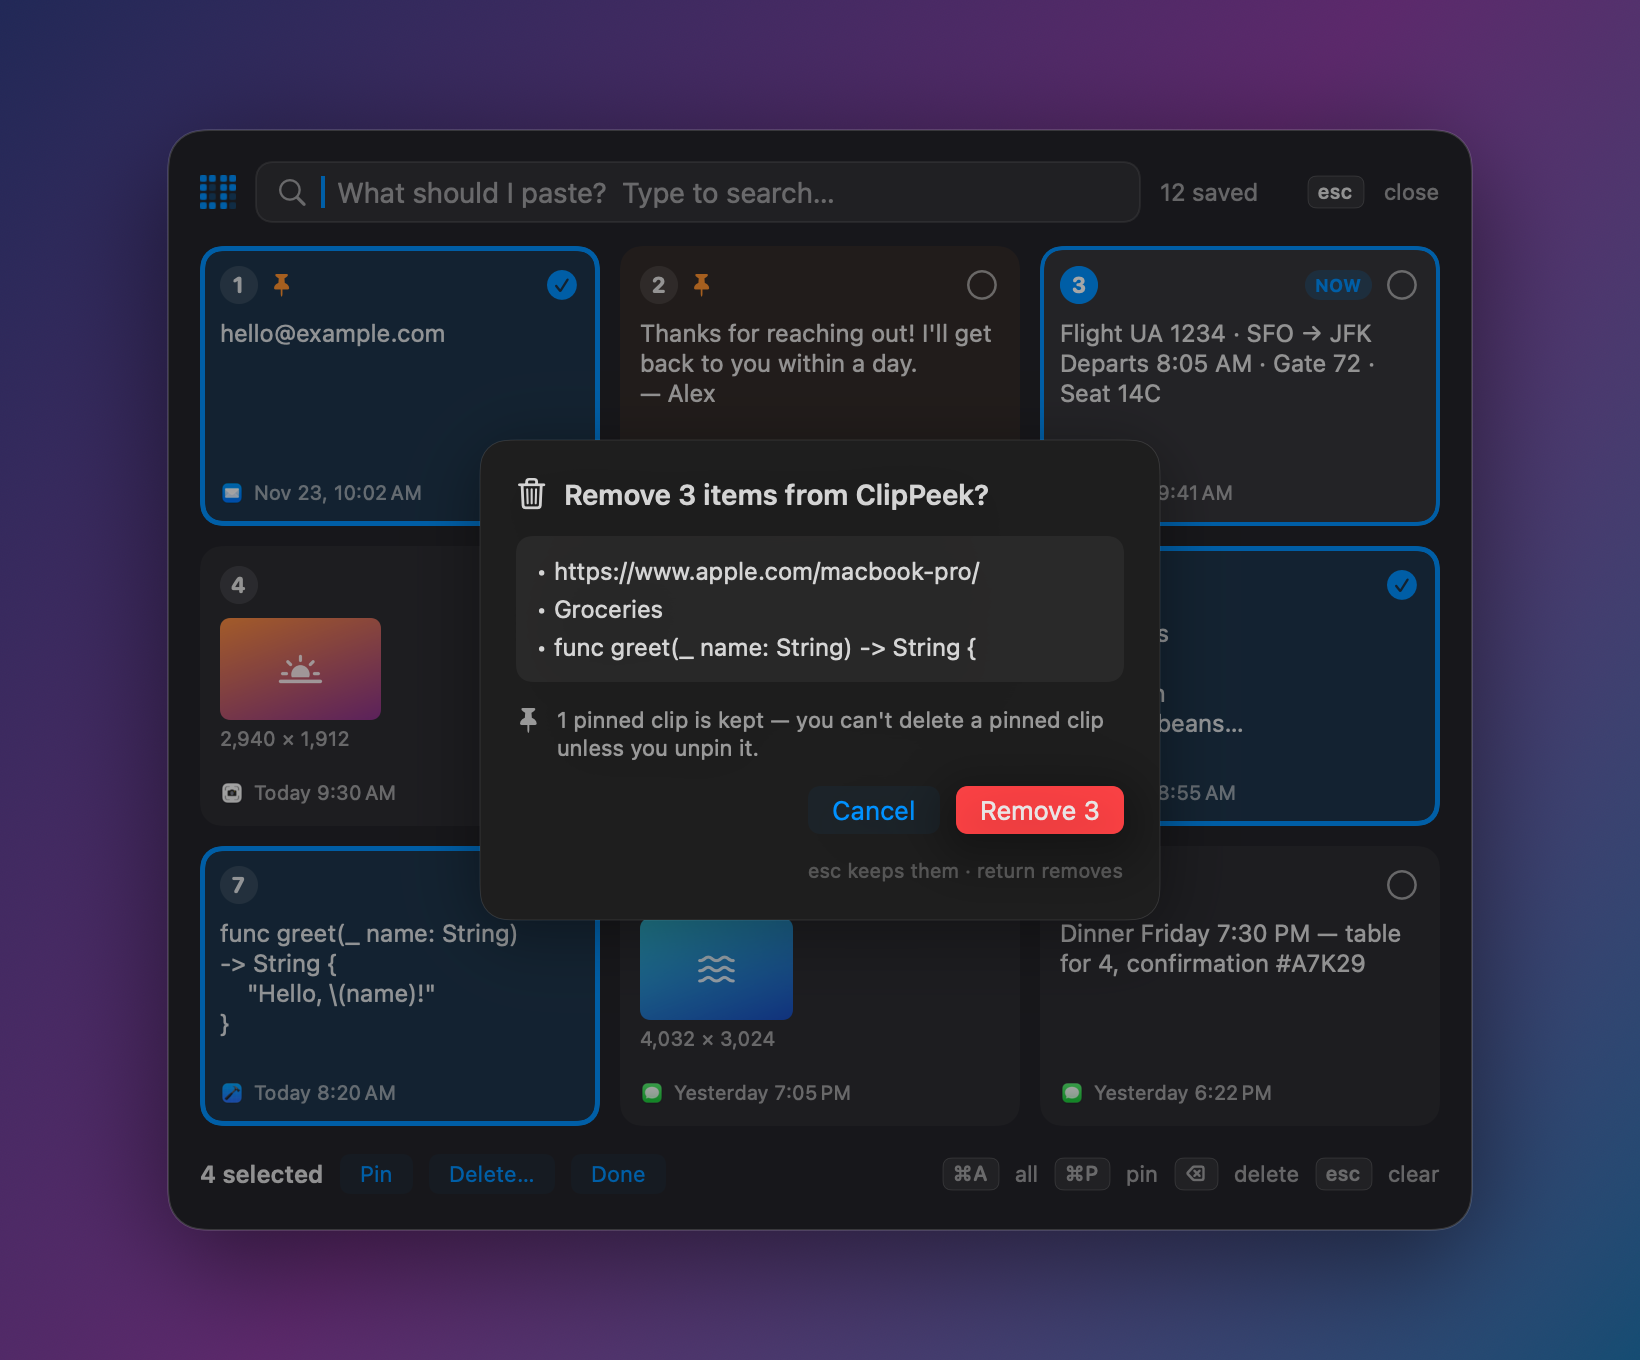 What should I paste?  Type to search...
12 saved
esc close
1
hello@example.com
Nov 23, 10:02 AM
2
Thanks for reaching out! I'll get
back to you within a day.
— Alex
3
NOW
Flight UA 1234 · SFO → JFK
Departs 8:05 AM · Gate 72 ·
Seat 14C
9:41 AM
Remove 3 items from ClipPeek?
• https://www.apple.com/macbook-pro/
• Groceries
• func greet(_ name: String) -> String {
1 pinned clip is kept — you can't delete a pinned clip
unless you unpin it.
Cancel
Remove 3
esc keeps them · return removes
4
2,940 × 1,912
Today 9:30 AM
beans...
8:55 AM
7
func greet(_ name: String)
-> String {
"Hello, \(name)!"
}
Today 8:20 AM
4,032 × 3,024
Yesterday 7:05 PM
Dinner Friday 7:30 PM — table
for 4, confirmation #A7K29
Yesterday 6:22 PM
4 selected
Pin
Delete...
Done
⌘A all ⌘P pin ⌫ delete esc clear